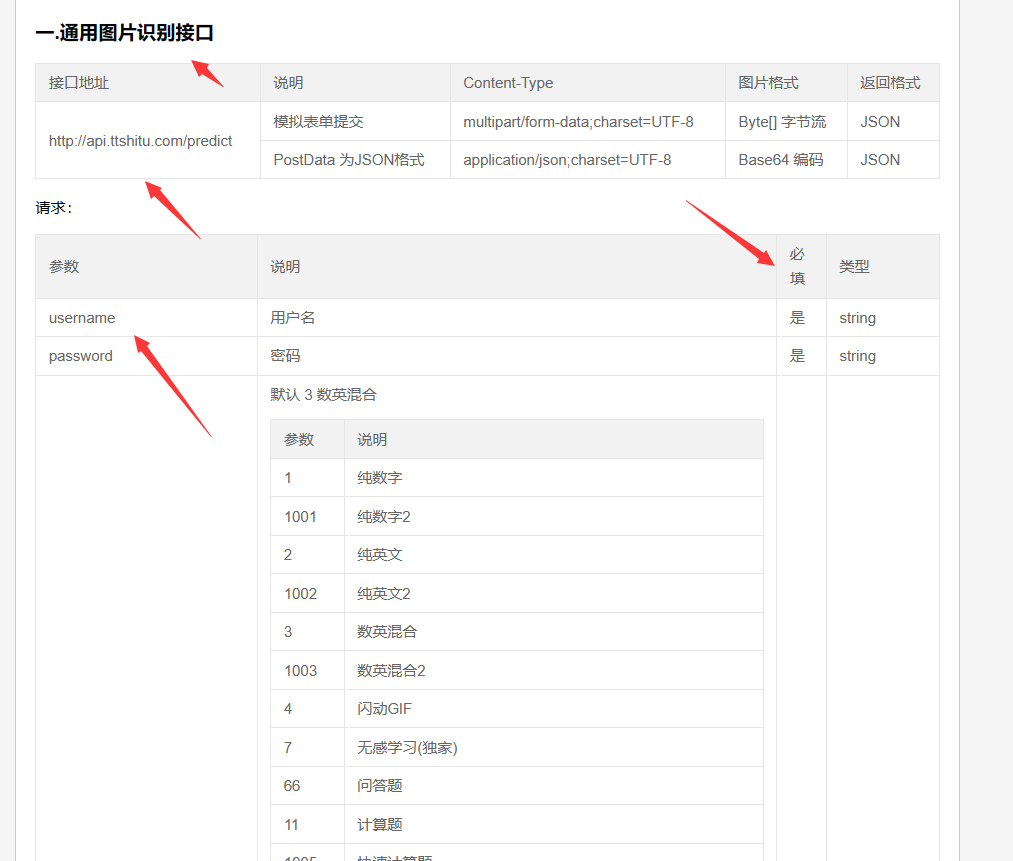 一.通用图片识别接口
接口地址 说明 Content-Type 图片格式 返回格式
http://api.ttshitu.com/predict 模拟表单提交 multipart/form-data;charset=UTF-8 Byte[] 字节流 JSON
PostData 为JSON格式 application/json;charset=UTF-8 Base64 编码 JSON
请求：
参数 说明 必填 类型
username 用户名 是 string
password 密码 是 string
默认 3 数英混合
参数 说明
1 纯数字
1001 纯数字2
2 纯英文
1002 纯英文2
3 数英混合
1003 数英混合2
4 闪动GIF
7 无感学习(独家)
66 问答题
11 计算题
1005 快速计算题